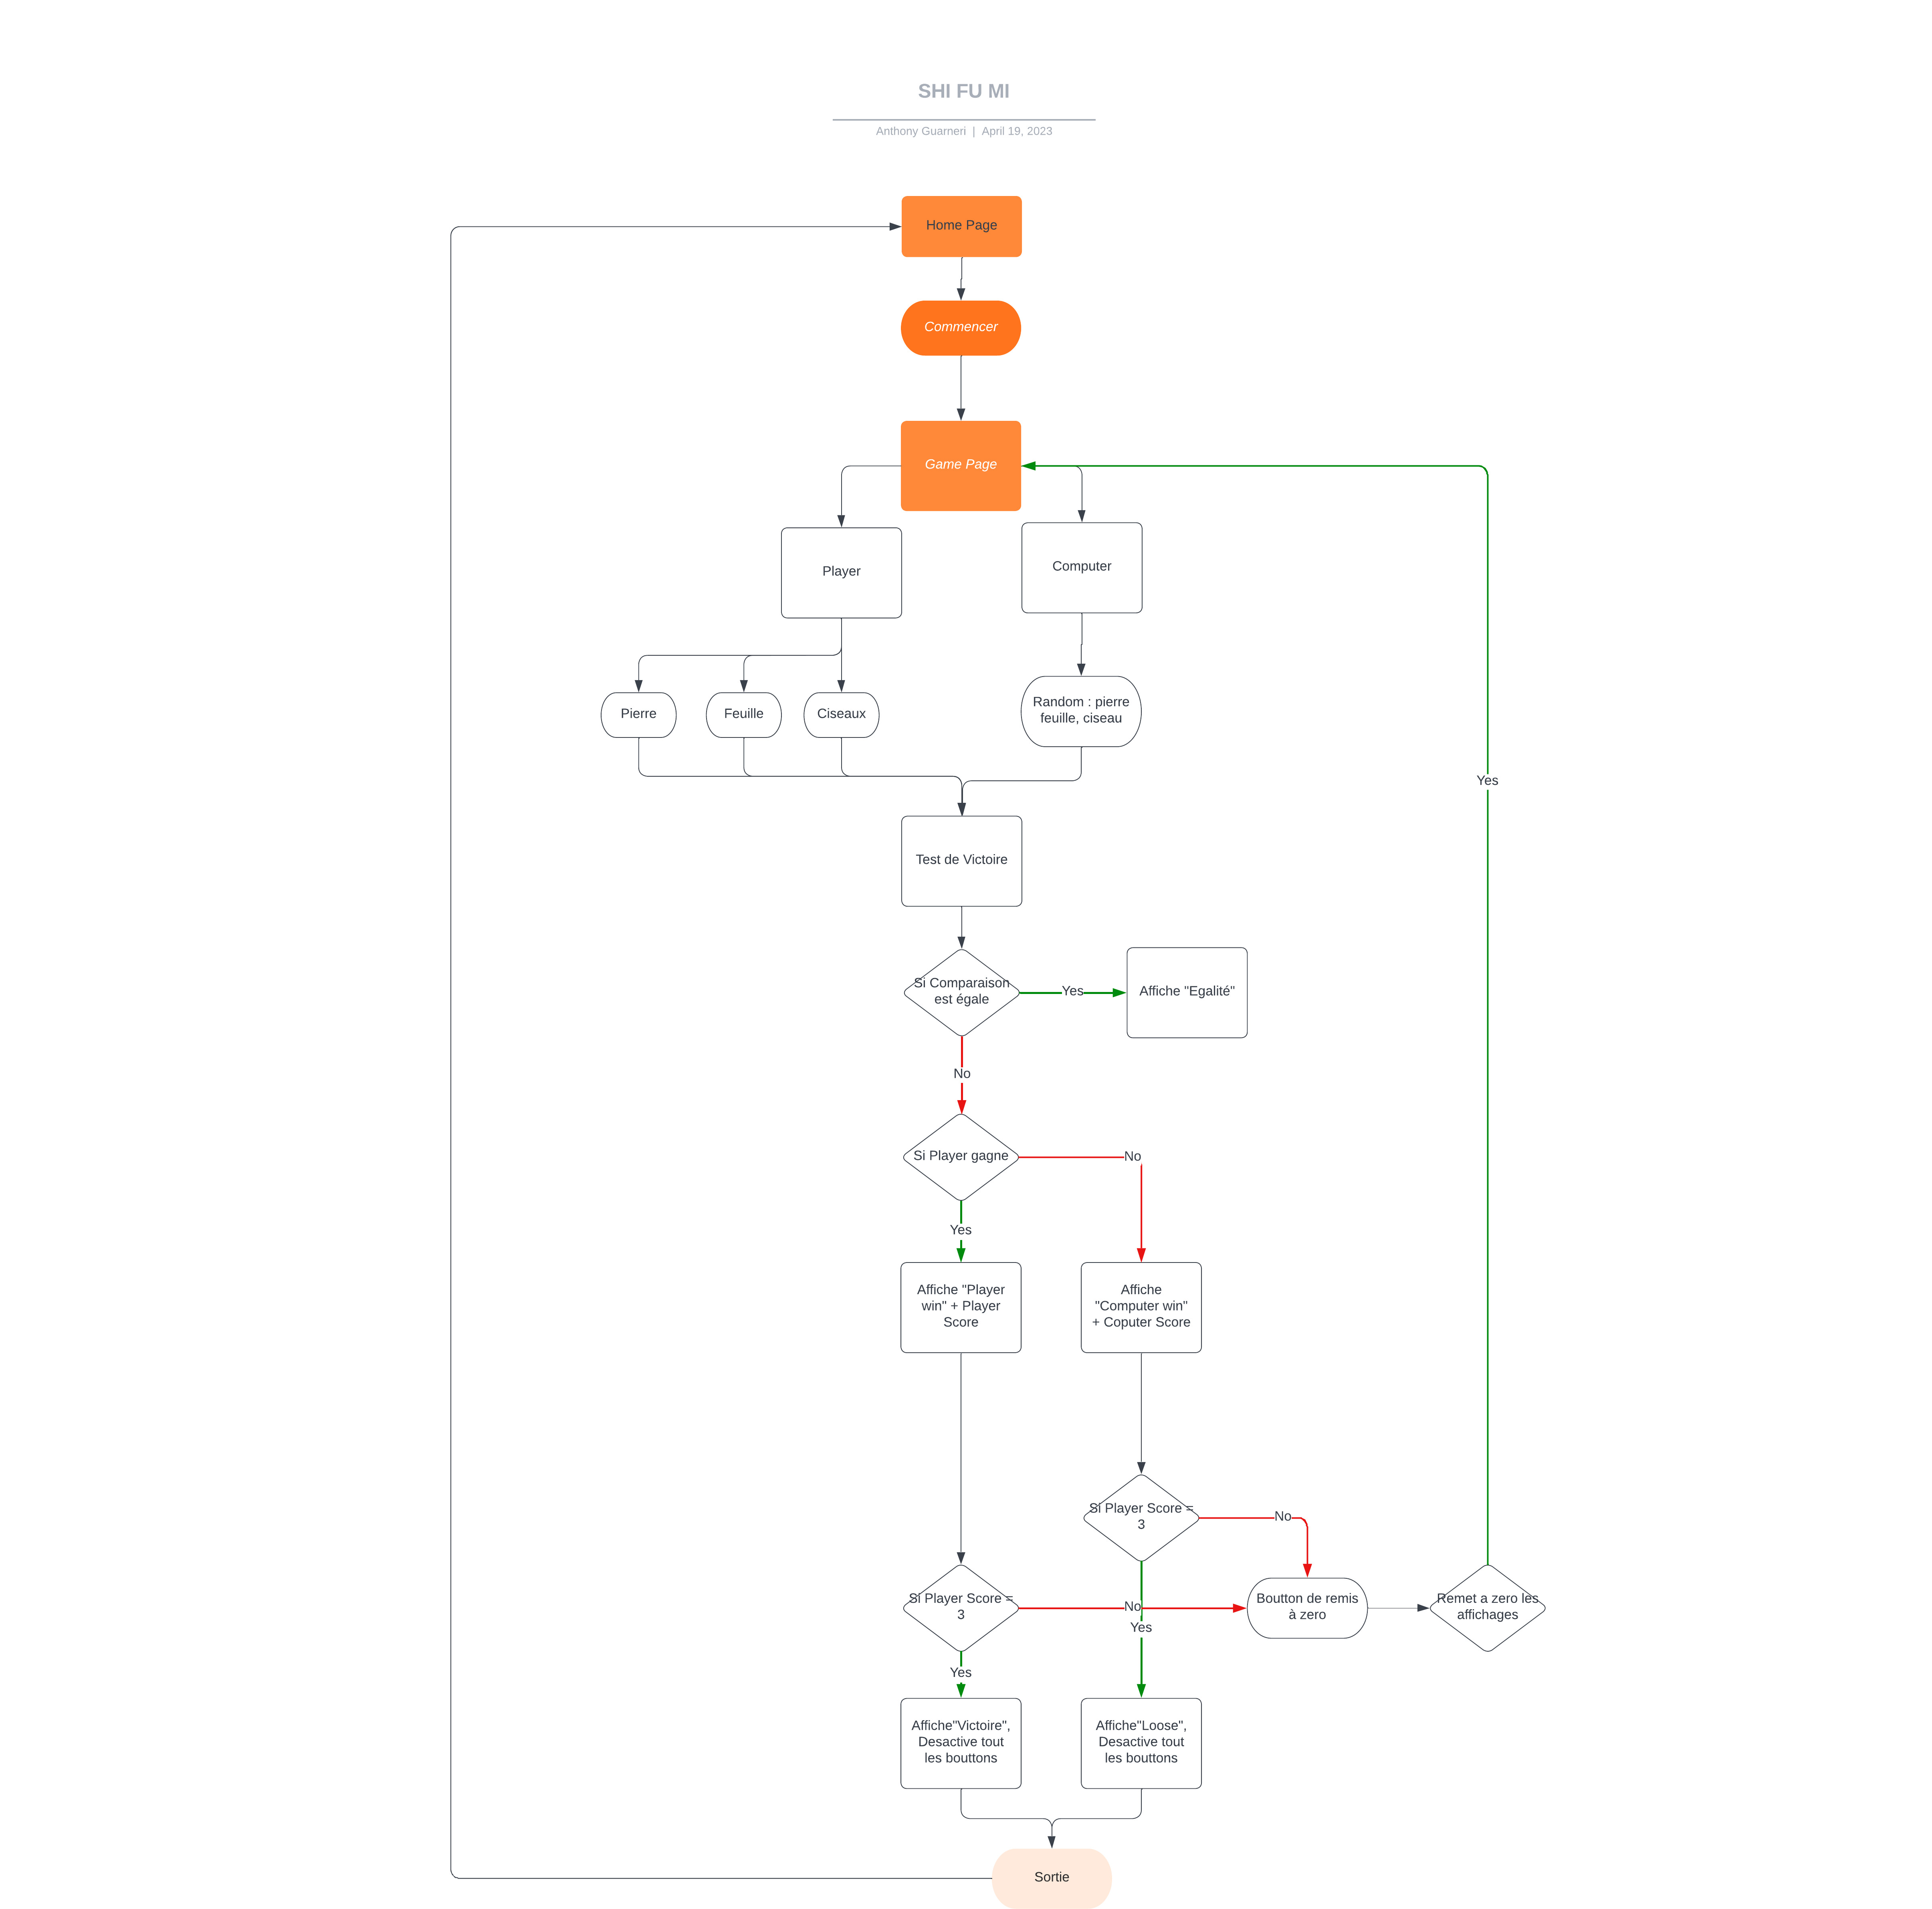 SHI FU MI
Anthony Guarneri | April 19, 2023
Home Page
Commencer
Game Page
Player
Computer
Pierre
Feuille
Ciseaux
Random : pierre
feuille, ciseau
Yes
Test de Victoire
Si Comparaison
est égale
Yes
Affiche "Egalité"
No
Si Player gagne
No
Yes
Affiche "Player
win" + Player
Score
Affiche
"Computer win"
+ Coputer Score
Si Player Score =
3
No
Si Player Score =
3
No
Yes
Boutton de remis
à zero
Remet a zero les
affichages
Yes
Affiche"Victoire",
Desactive tout
les bouttons
Affiche"Loose",
Desactive tout
les bouttons
Sortie